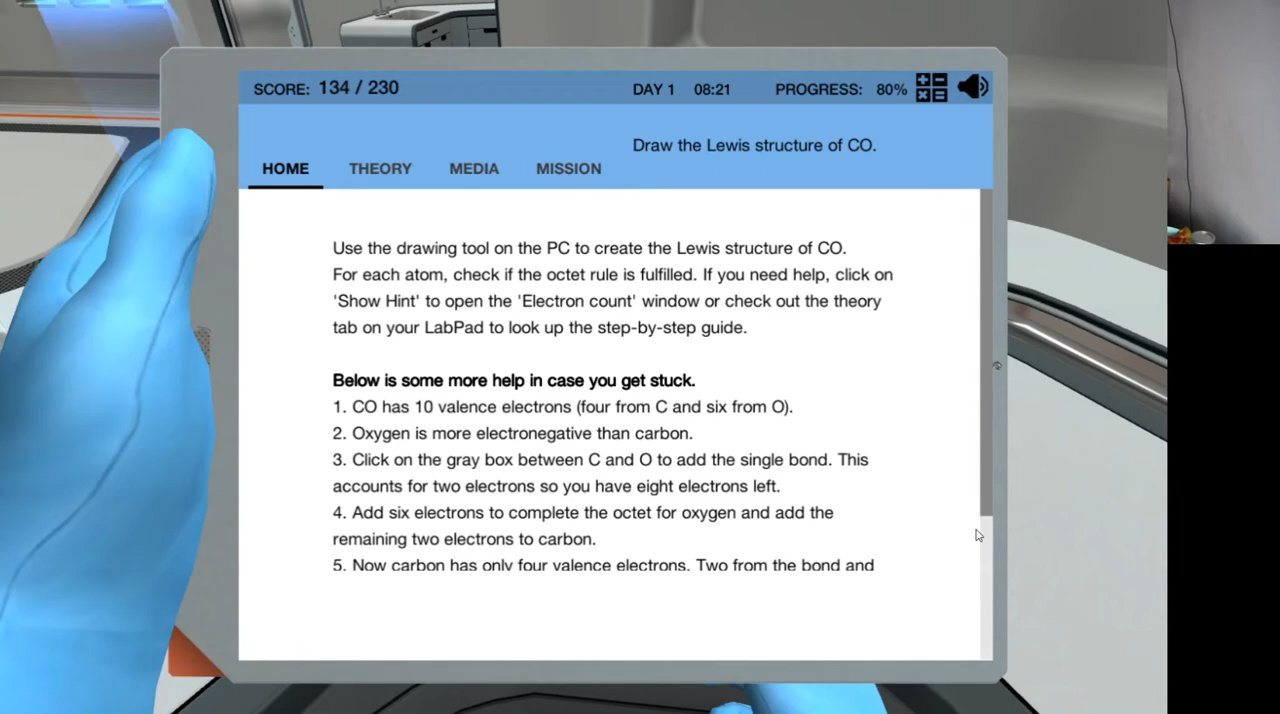 SCORE: 134 / 230 DAY 1 08:21 PROGRESS: 80%
Draw the Lewis structure of CO.
HOME THEORY MEDIA MISSION
Use the drawing tool on the PC to create the Lewis structure of CO.
For each atom, check if the octet rule is fulfilled. If you need help, click on
'Show Hint' to open the 'Electron count' window or check out the theory
tab on your LabPad to look up the step-by-step guide.
Below is some more help in case you get stuck.
1. CO has 10 valence electrons (four from C and six from O).
2. Oxygen is more electronegative than carbon.
3. Click on the gray box between C and O to add the single bond. This
accounts for two electrons so you have eight electrons left.
4. Add six electrons to complete the octet for oxygen and add the
remaining two electrons to carbon.
5. Now carbon has only four valence electrons. Two from the bond and